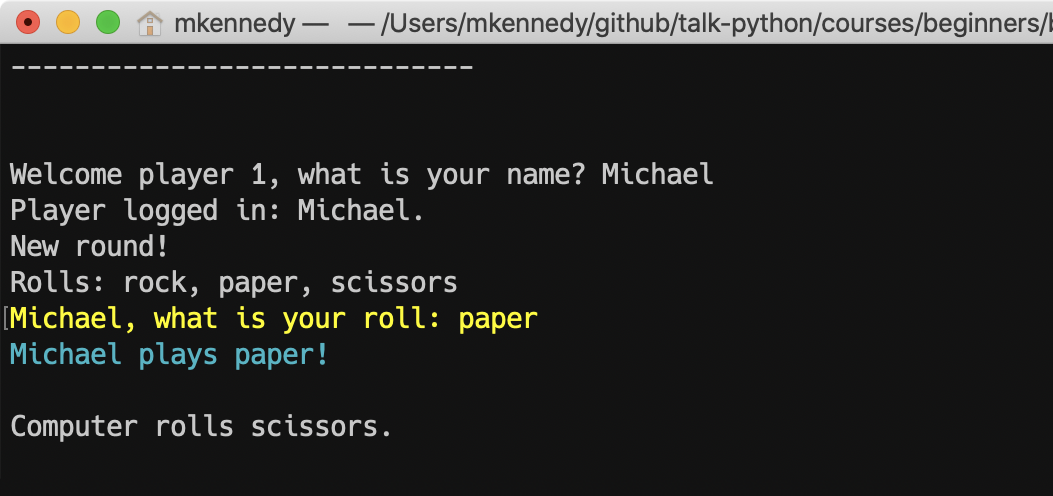 mkennedy — — /Users/mkennedy/github/talk-python/courses/beginners/b
-----------------------------
Welcome player 1, what is your name? Michael
Player logged in: Michael.
New round!
Rolls: rock, paper, scissors
[Michael, what is your roll: paper
Michael plays paper!
Computer rolls scissors.